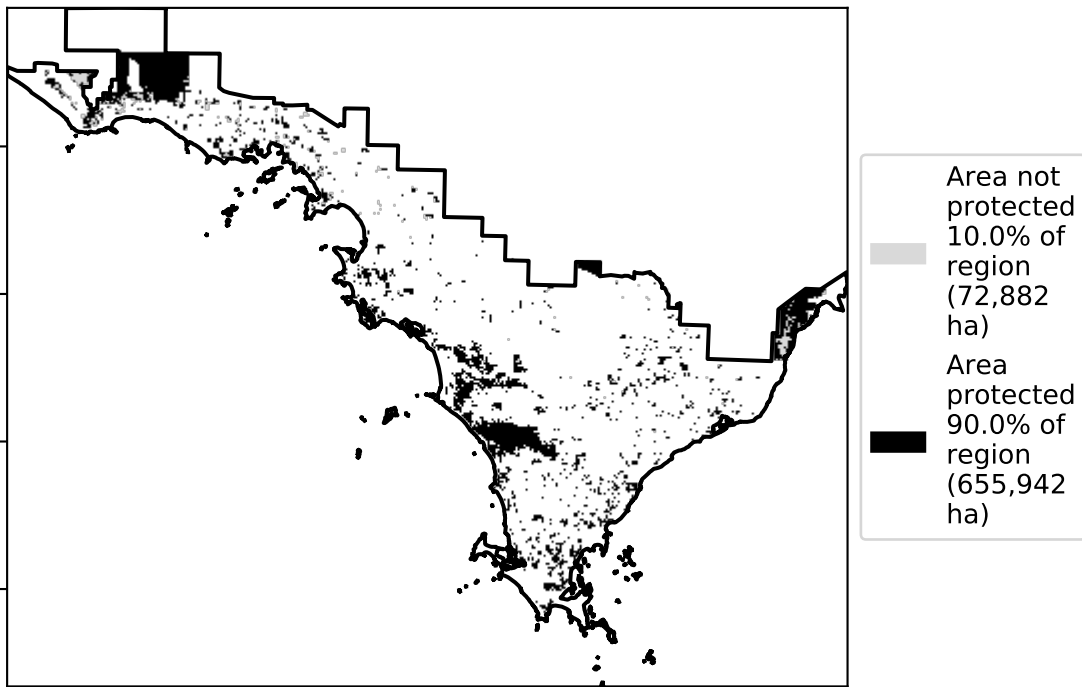 Area not
protected
10.0% of
region
(72,882
ha)
Area
protected
90.0% of
region
(655,942
ha)